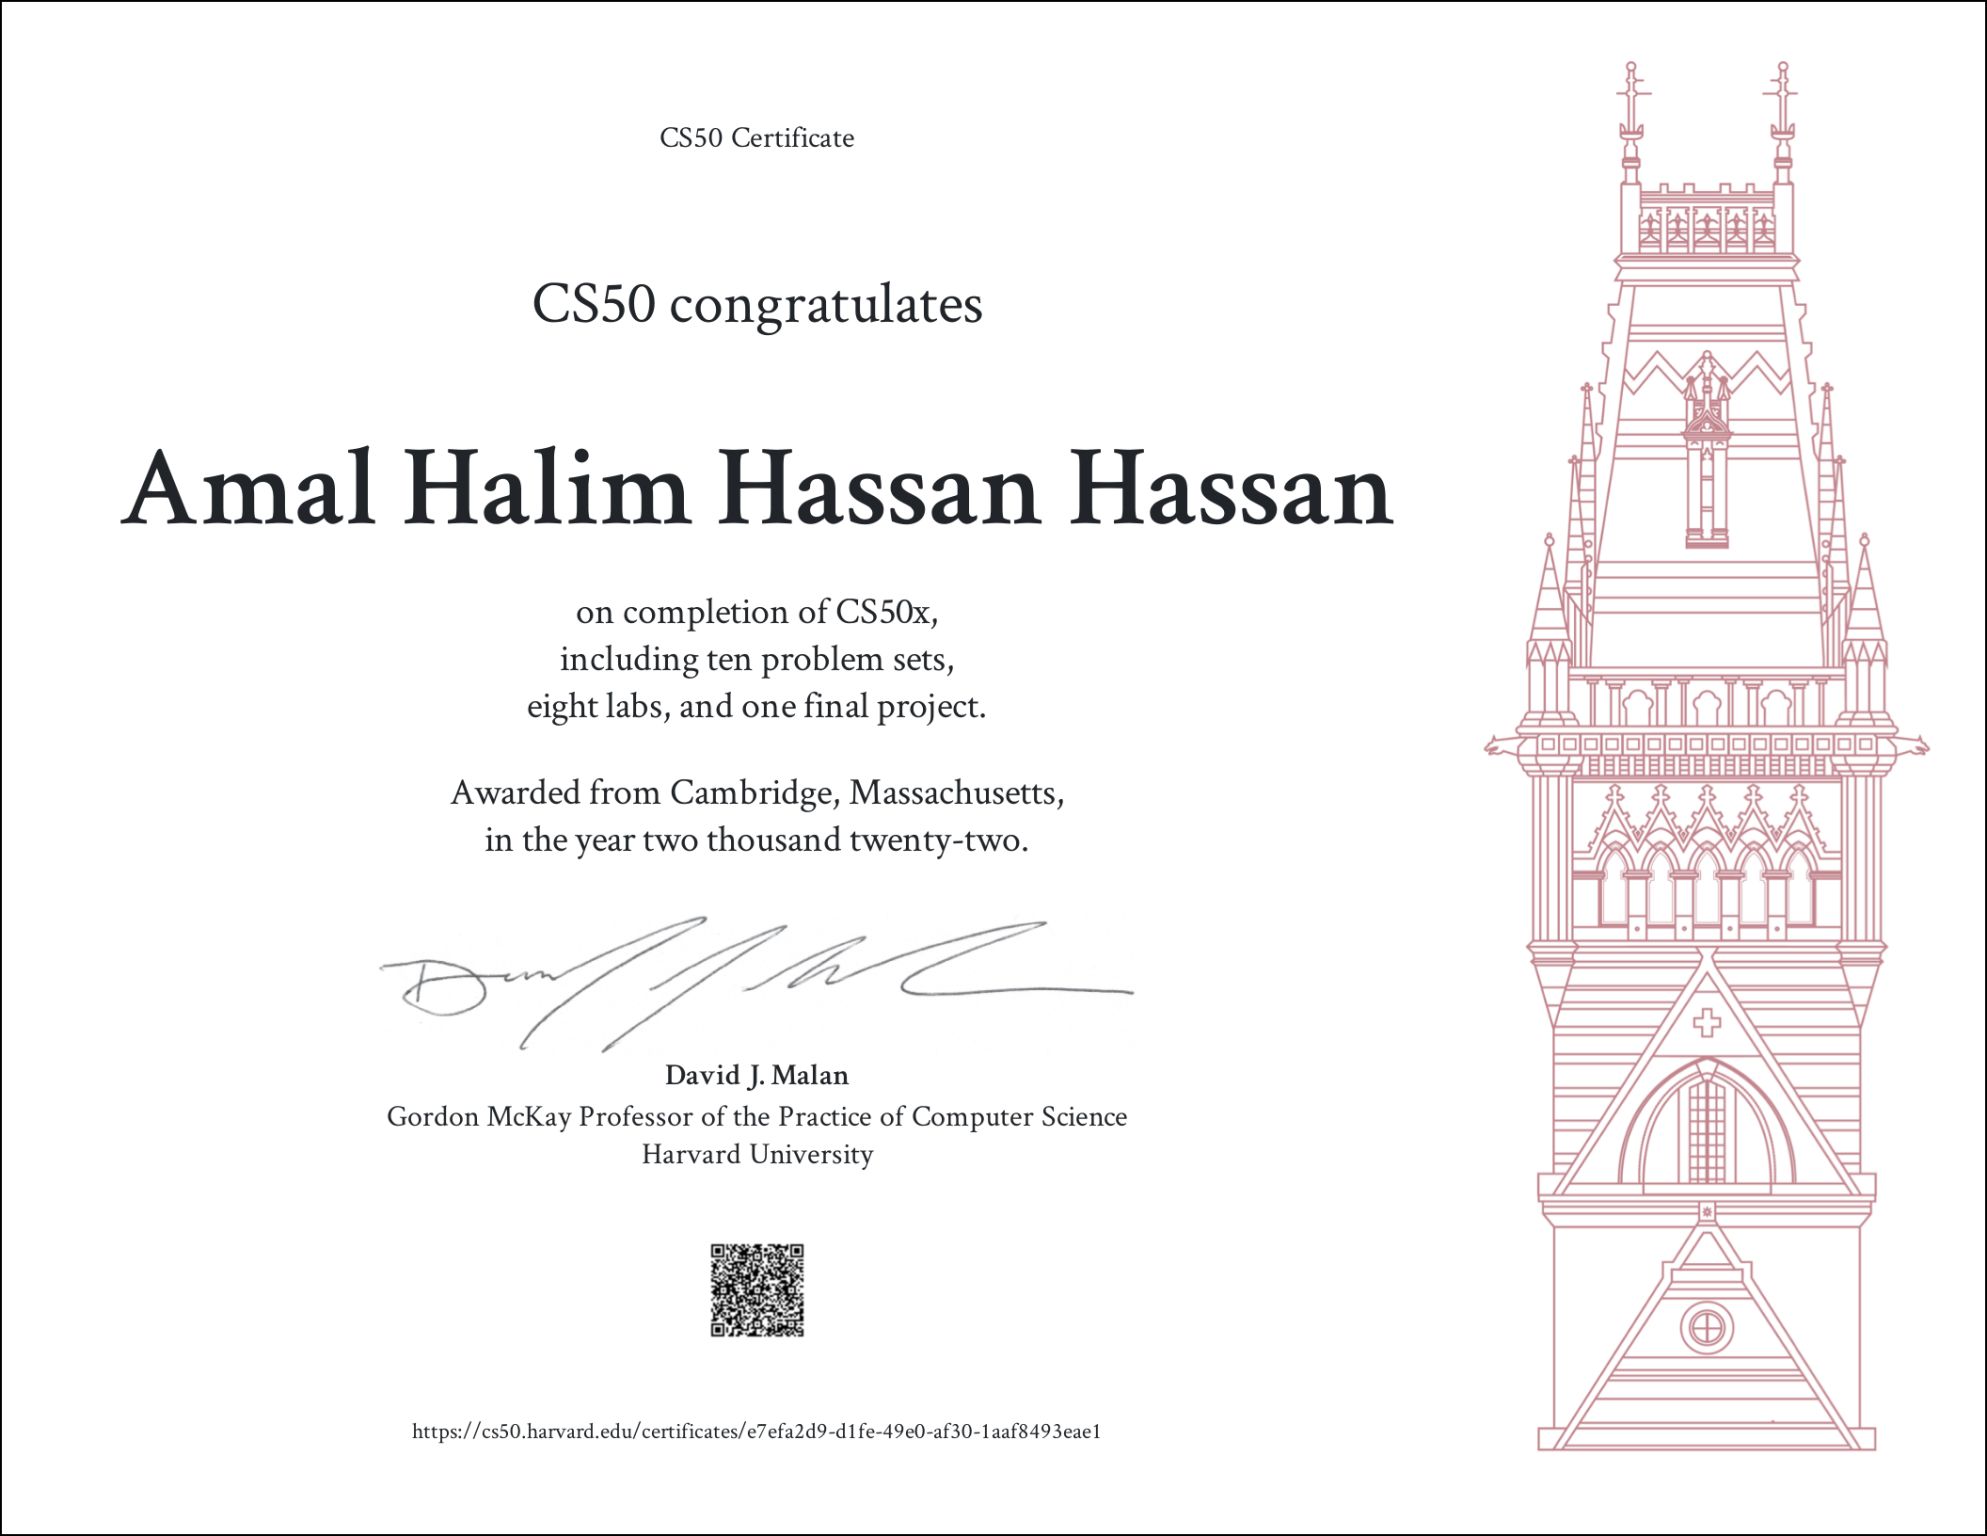 CS50 Certificate
CS50 congratulates
Amal Halim Hassan Hassan
on completion of CS50x,
including ten problem sets,
eight labs, and one final project.
Awarded from Cambridge, Massachusetts,
in the year two thousand twenty-two.
David J. Malan
Gordon McKay Professor of the Practice of Computer Science
Harvard University
https://cs50.harvard.edu/certificates/e7efa2d9-d1fe-49e0-af30-1aaf8493eae1